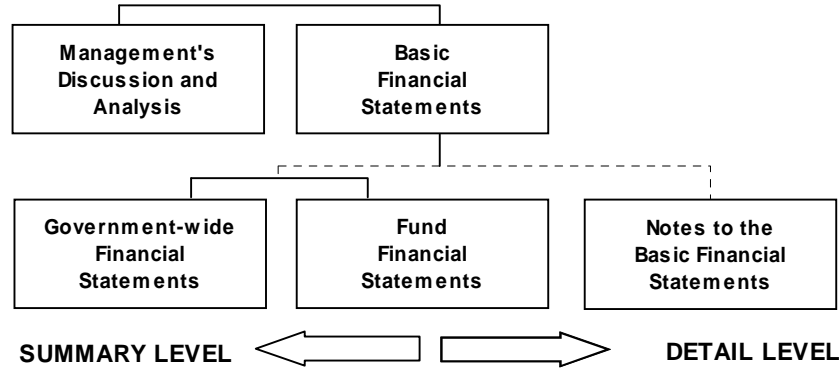 Management's
Discussion and
Analysis
Basic
Financial
Statements
Government-wide
Financial
Statements
Fund
Financial
Statements
Notes to the
Basic Financial
Statements
SUMMARY LEVEL
DETAIL LEVEL